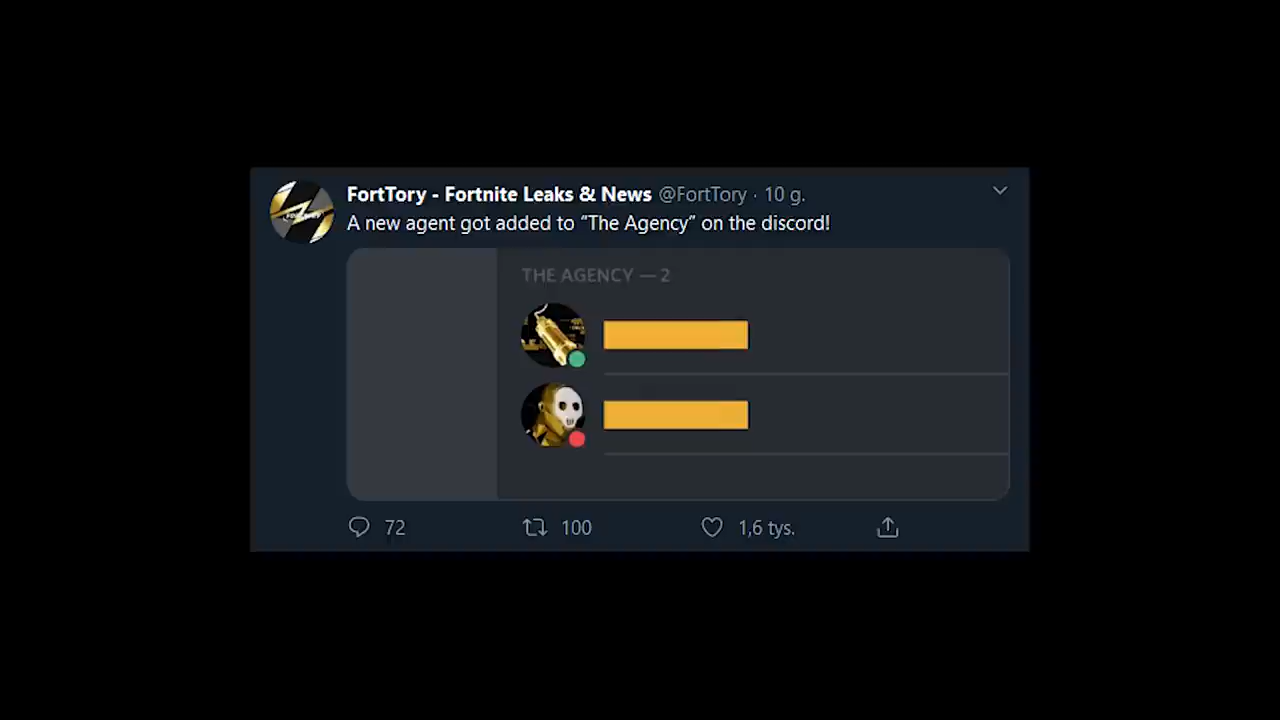 FortTory - Fortnite Leaks & News @FortTory · 10 g.
A new agent got added to “The Agency” on the discord!
THE AGENCY — 2
72 100 1,6 tys.